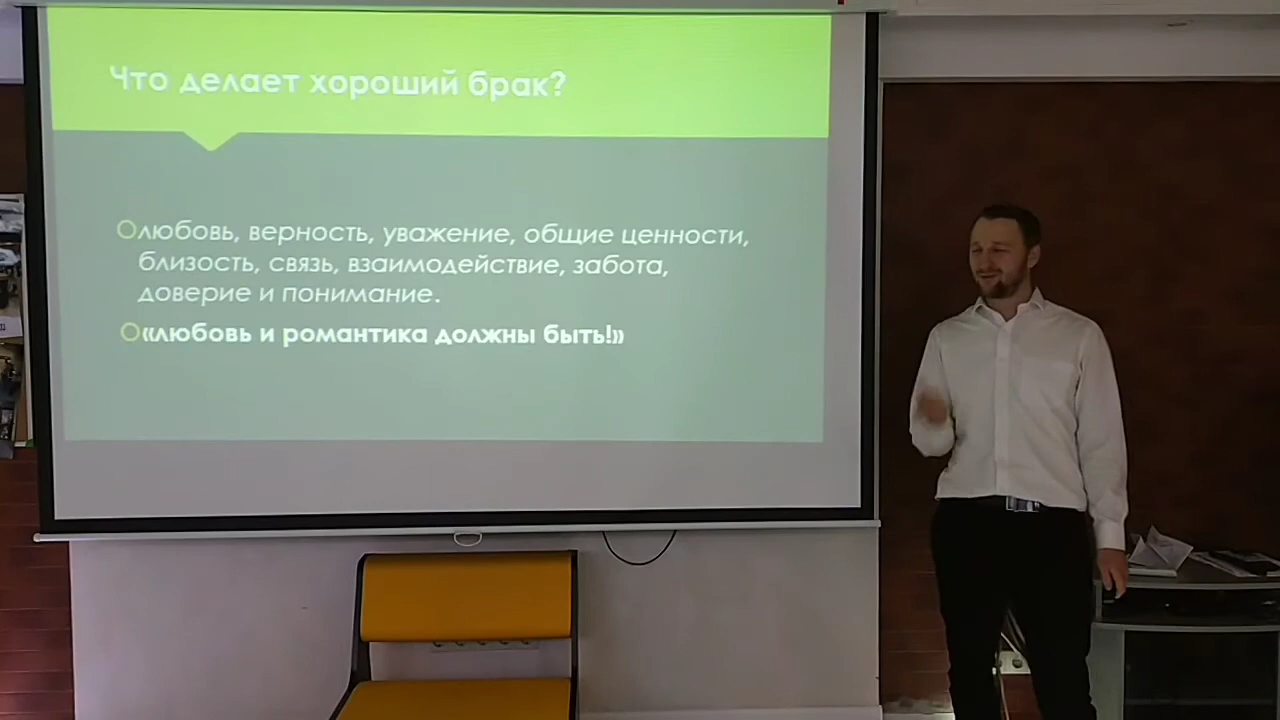 Что делает хороший брак?
любовь, верность, уважение, общие ценности,
близость, связь, взаимодействие, забота,
доверие и понимание.
«любовь и романтика должны быть!»